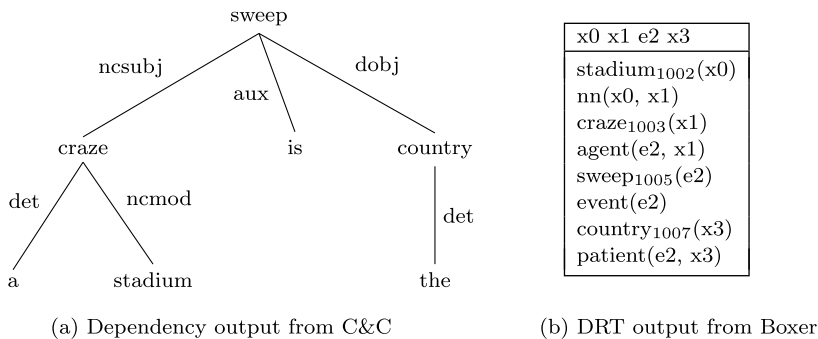 sweep
ncsubj
aux
dobj
craze
is
country
det
ncmod
det
a
stadium
the
(a) Dependency output from C&C
x0 x1 e2 x3
stadium1002(x0)
nn(x0, x1)
craze1003(x1)
agent(e2, x1)
sweep1005(e2)
event(e2)
country1007(x3)
patient(e2, x3)
(b) DRT output from Boxer